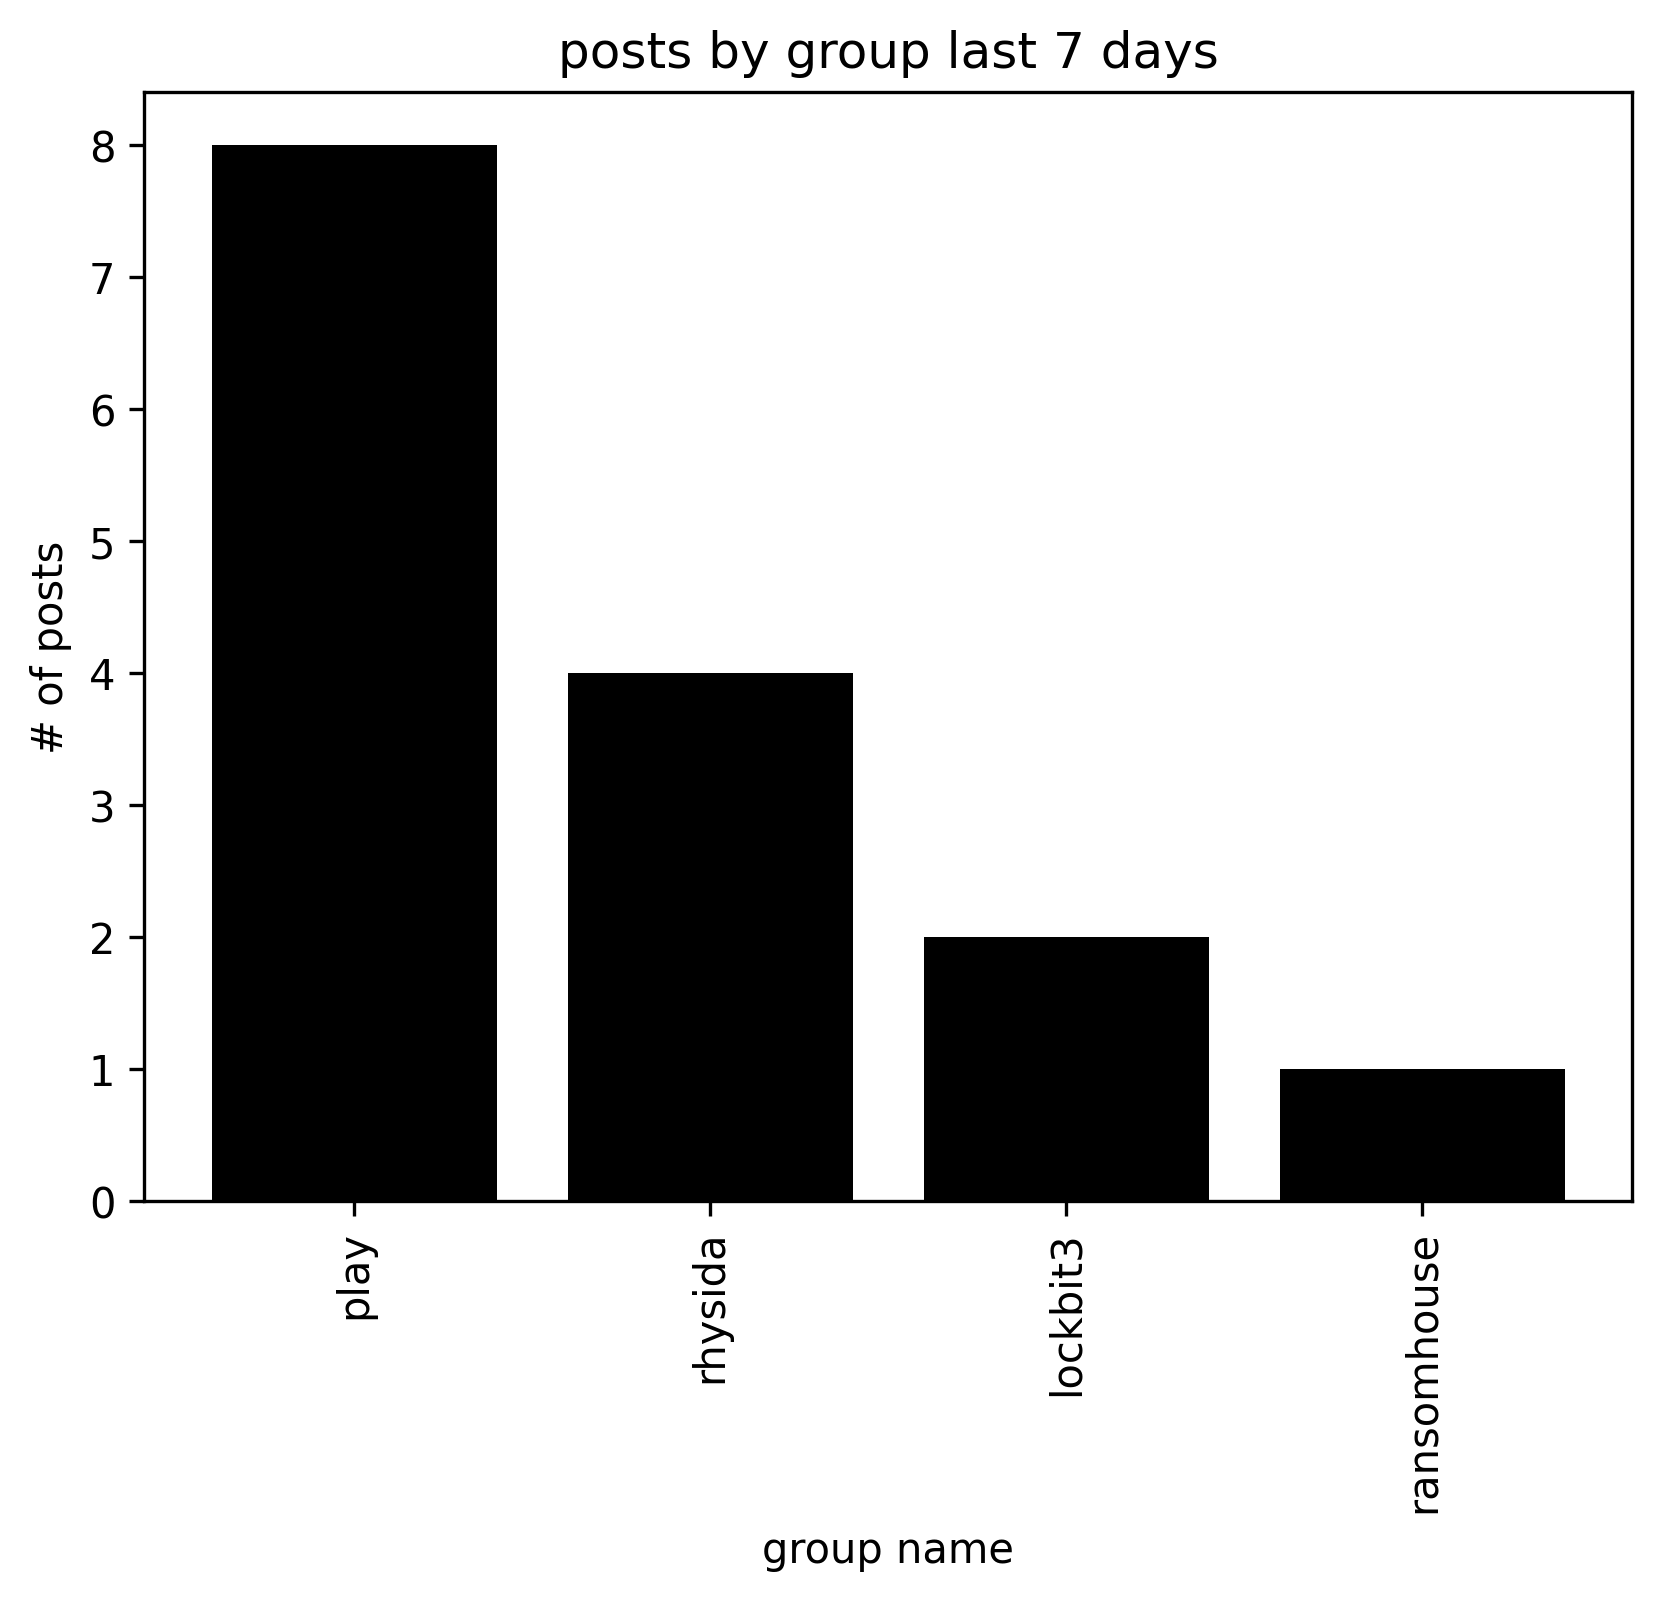 posts by group last 7 days
8
7
6
5
4
3
2
1
0
# of posts
play
rhysida
lockbit3
ransomhouse
group name